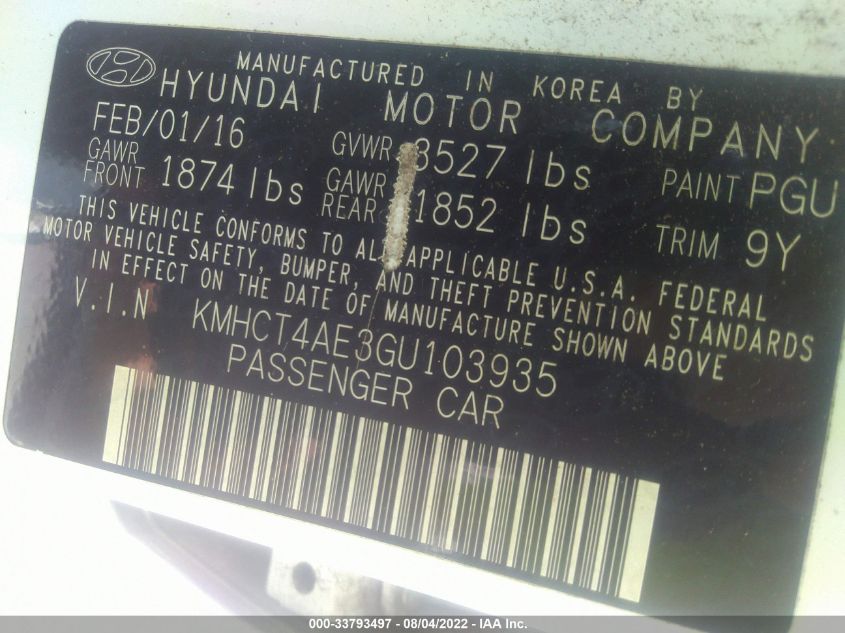 MANUFACTURED IN KOREA BY
HYUNDAI MOTOR COMPANY
FEB/01/16 GVWR 3527 lbs PAINT PGU
GAWR FRONT 1874 lbs GAWR REAR 1852 lbs TRIM 9Y
THIS VEHICLE CONFORMS TO ALL APPLICABLE U.S.A. FEDERAL
MOTOR VEHICLE SAFETY, BUMPER, AND THEFT PREVENTION STANDARDS
IN EFFECT ON THE DATE OF MANUFACTURE SHOWN ABOVE
V.I.N KMHCT4AE3GU103935
PASSENGER CAR
000-33793497 - 08/04/2022 - IAA Inc.